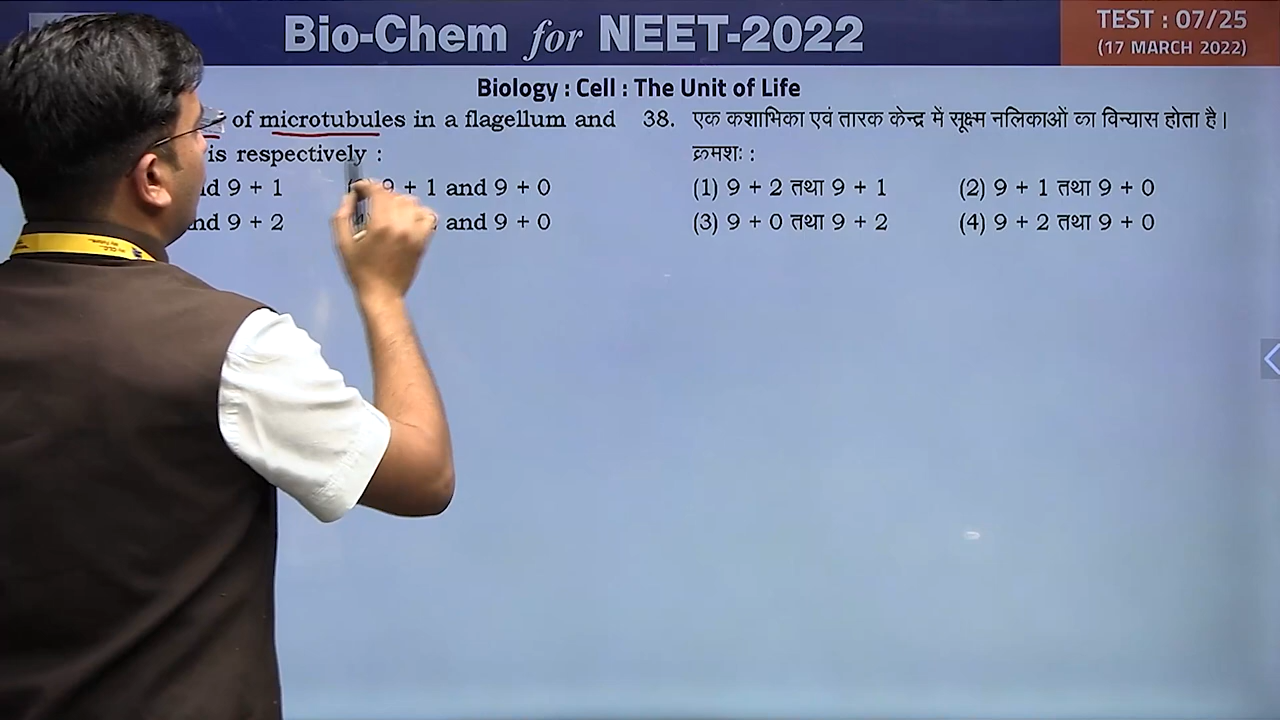 Bio-Chem for NEET-2022
TEST : 07/25
(17 MARCH 2022)
Biology : Cell : The Unit of Life
of microtubules in a flagellum and
is respectively :
9 + 1
9 + 1 and 9 + 0
and 9 + 2
and 9 + 0
38. एक कशाभिका एवं तारक केन्द्र में सूक्ष्म नलिकाओं का विन्यास होता है।
क्रमशः :
(1) 9 + 2 तथा 9 + 1 (2) 9 + 1 तथा 9 + 0
(3) 9 + 0 तथा 9 + 2 (4) 9 + 2 तथा 9 + 0